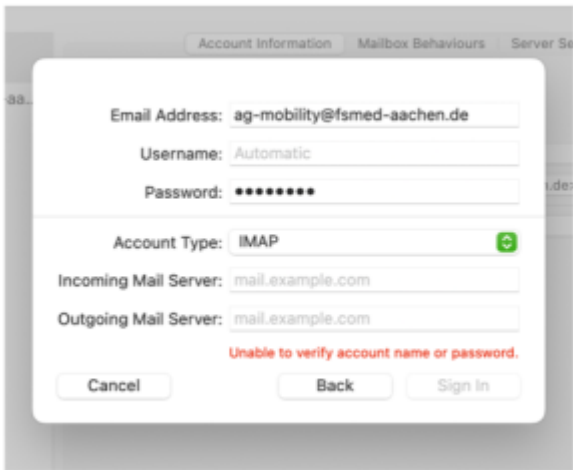 Account Information Mailbox Behaviours Server Se
-aa..
Email Address: ag-mobility@fsmed-aachen.de
Username: Automatic
Password: ••••••••
n.de>
Account Type: IMAP
Incoming Mail Server: mail.example.com
Outgoing Mail Server: mail.example.com
Unable to verify account name or password.
Cancel Back Sign In